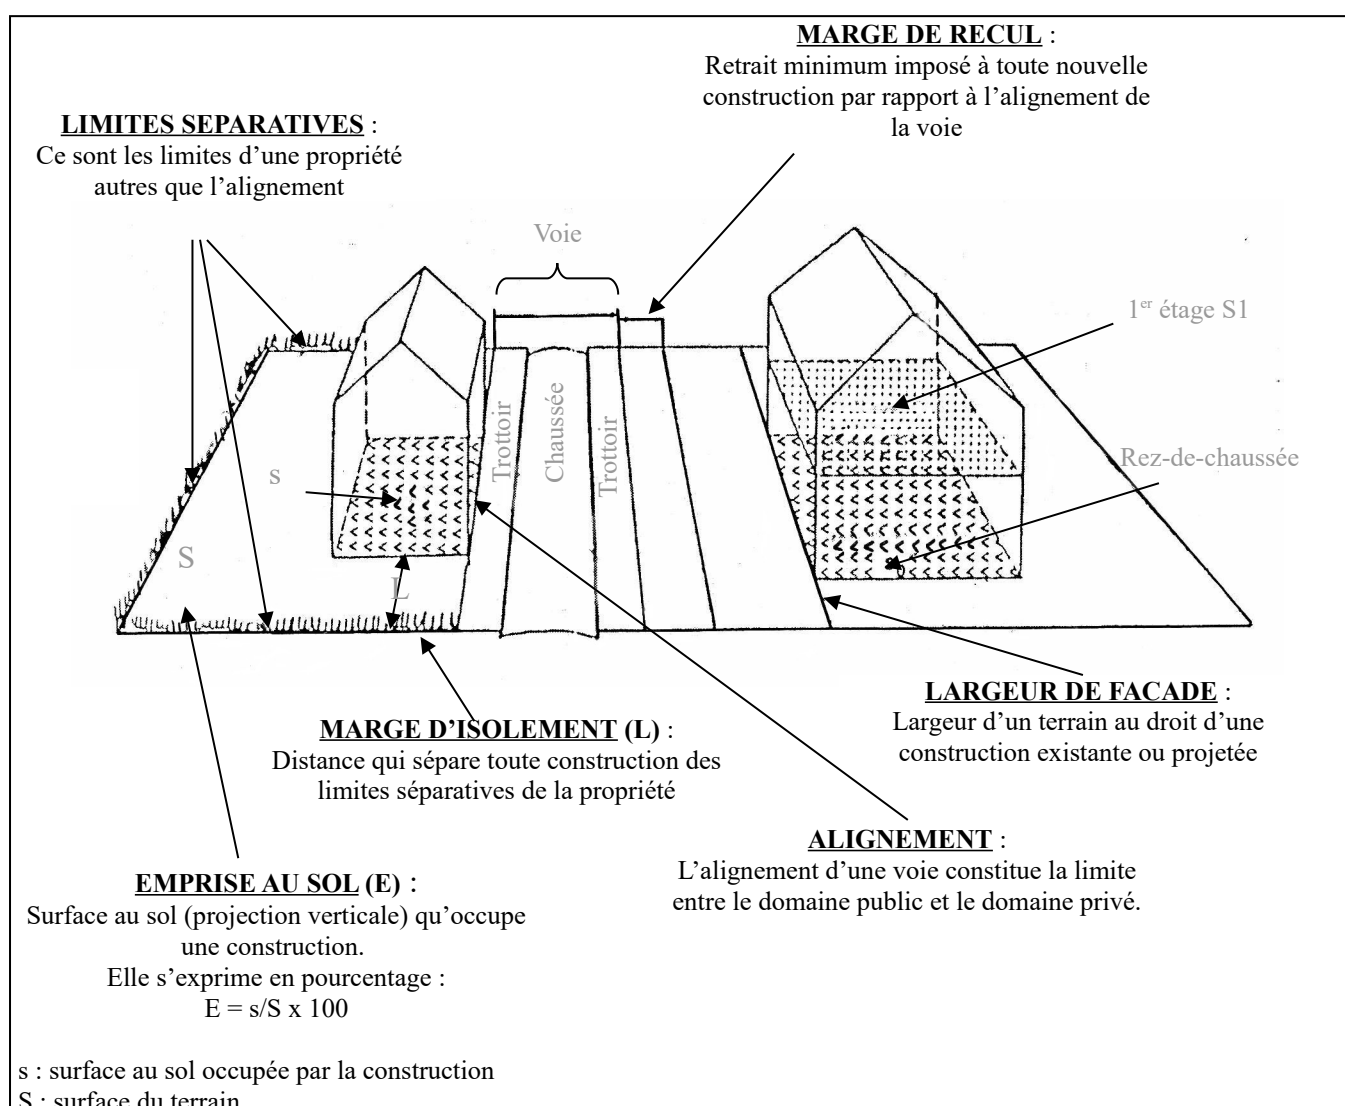 MARGE DE RECUL :
Retrait minimum imposé à toute nouvelle
construction par rapport à l’alignement de
la voie
LIMITES SEPARATIVES :
Ce sont les limites d’une propriété
autres que l’alignement
Voie
1er étage S1
Trottoir
Chaussée
Trottoir
Rez-de-chaussée
s
S
L
LARGEUR DE FACADE :
Largeur d’un terrain au droit d’une
construction existante ou projetée
MARGE D’ISOLEMENT (L) :
Distance qui sépare toute construction des
limites séparatives de la propriété
ALIGNEMENT :
L’alignement d’une voie constitue la limite
entre le domaine public et le domaine privé.
EMPRISE AU SOL (E) :
Surface au sol (projection verticale) qu’occupe
une construction.
Elle s’exprime en pourcentage :
E = s/S x 100
s : surface au sol occupée par la construction
S : surface du terrain